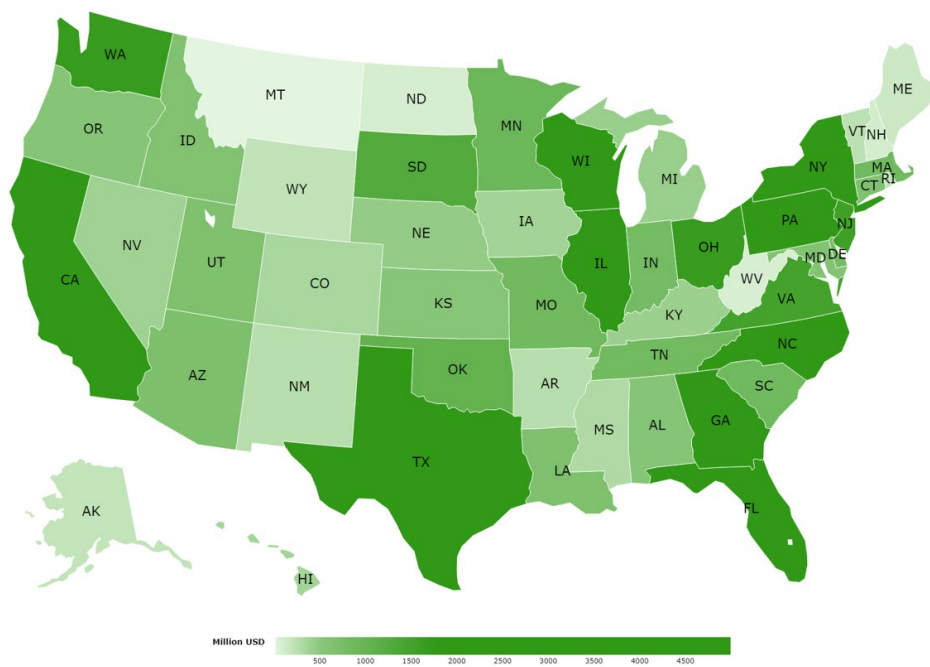 WA
MT
ND
ME
OR
ID
MN
VT
NH
SD
WI
NY
MA
WY
MI
CT
RI
IA
PA
NJ
NV
UT
NE
OH
CA
CO
IL
IN
MD
DE
WV
KS
MO
VA
KY
AZ
NM
OK
TN
NC
AR
SC
MS
AL
GA
TX
LA
FL
AK
HI
Million USD
500 1000 1500 2000 2500 3000 3500 4000 4500